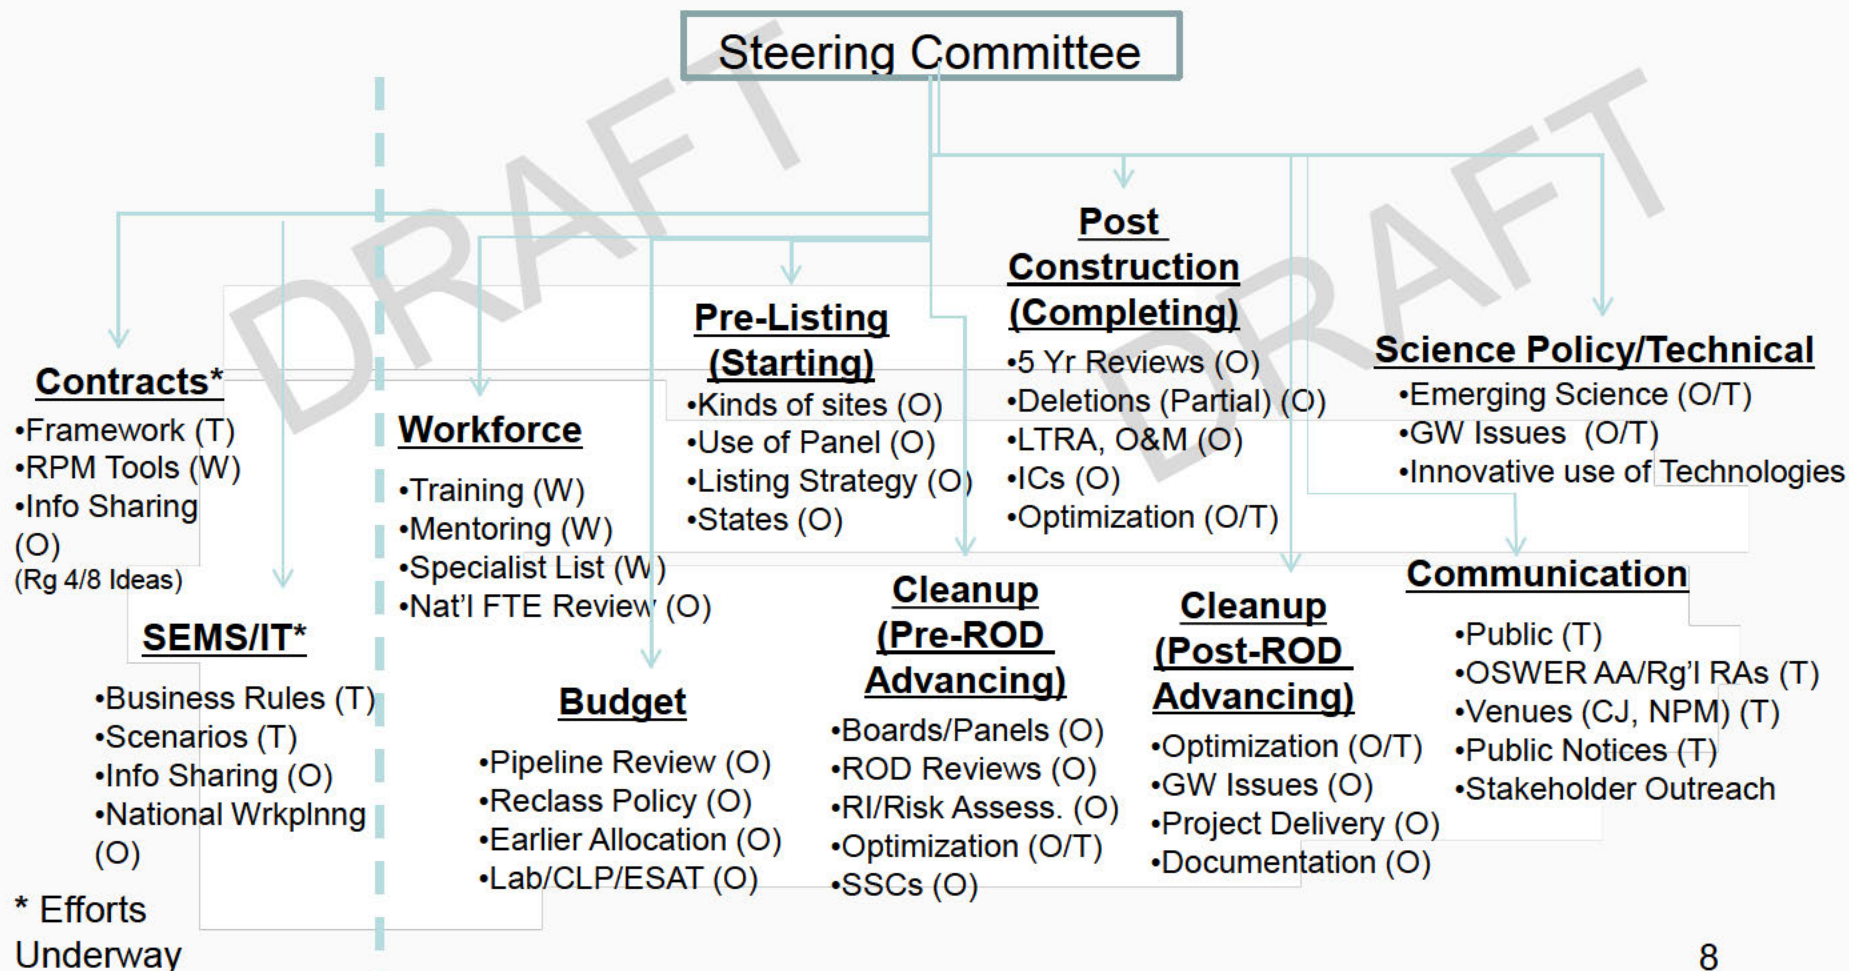 Steering Committee
DRAFT
DRAFT
Contracts*
•Framework (T)
•RPM Tools (W)
•Info Sharing
(O)
(Rg 4/8 Ideas)
SEMS/IT*
•Business Rules (T)
•Scenarios (T)
•Info Sharing (O)
•National Wrkplnng
(O)
* Efforts
Underway
Workforce
•Training (W)
•Mentoring (W)
•Specialist List (W)
•Nat’l FTE Review (O)
Budget
•Pipeline Review (O)
•Reclass Policy (O)
•Earlier Allocation (O)
•Lab/CLP/ESAT (O)
Pre-Listing
(Starting)
•Kinds of sites (O)
•Use of Panel (O)
•Listing Strategy (O)
•States (O)
Cleanup
(Pre-ROD
Advancing)
•Boards/Panels (O)
•ROD Reviews (O)
•RI/Risk Assess. (O)
•Optimization (O/T)
•SSCs (O)
Post
Construction
(Completing)
•5 Yr Reviews (O)
•Deletions (Partial) (O)
•LTRA, O&M (O)
•ICs (O)
•Optimization (O/T)
Cleanup
(Post-ROD
Advancing)
•Optimization (O/T)
•GW Issues (O)
•Project Delivery (O)
•Documentation (O)
Science Policy/Technical
•Emerging Science (O/T)
•GW Issues (O/T)
•Innovative use of Technologies
Communication
•Public (T)
•OSWER AA/Rg’l RAs (T)
•Venues (CJ, NPM) (T)
•Public Notices (T)
•Stakeholder Outreach
8